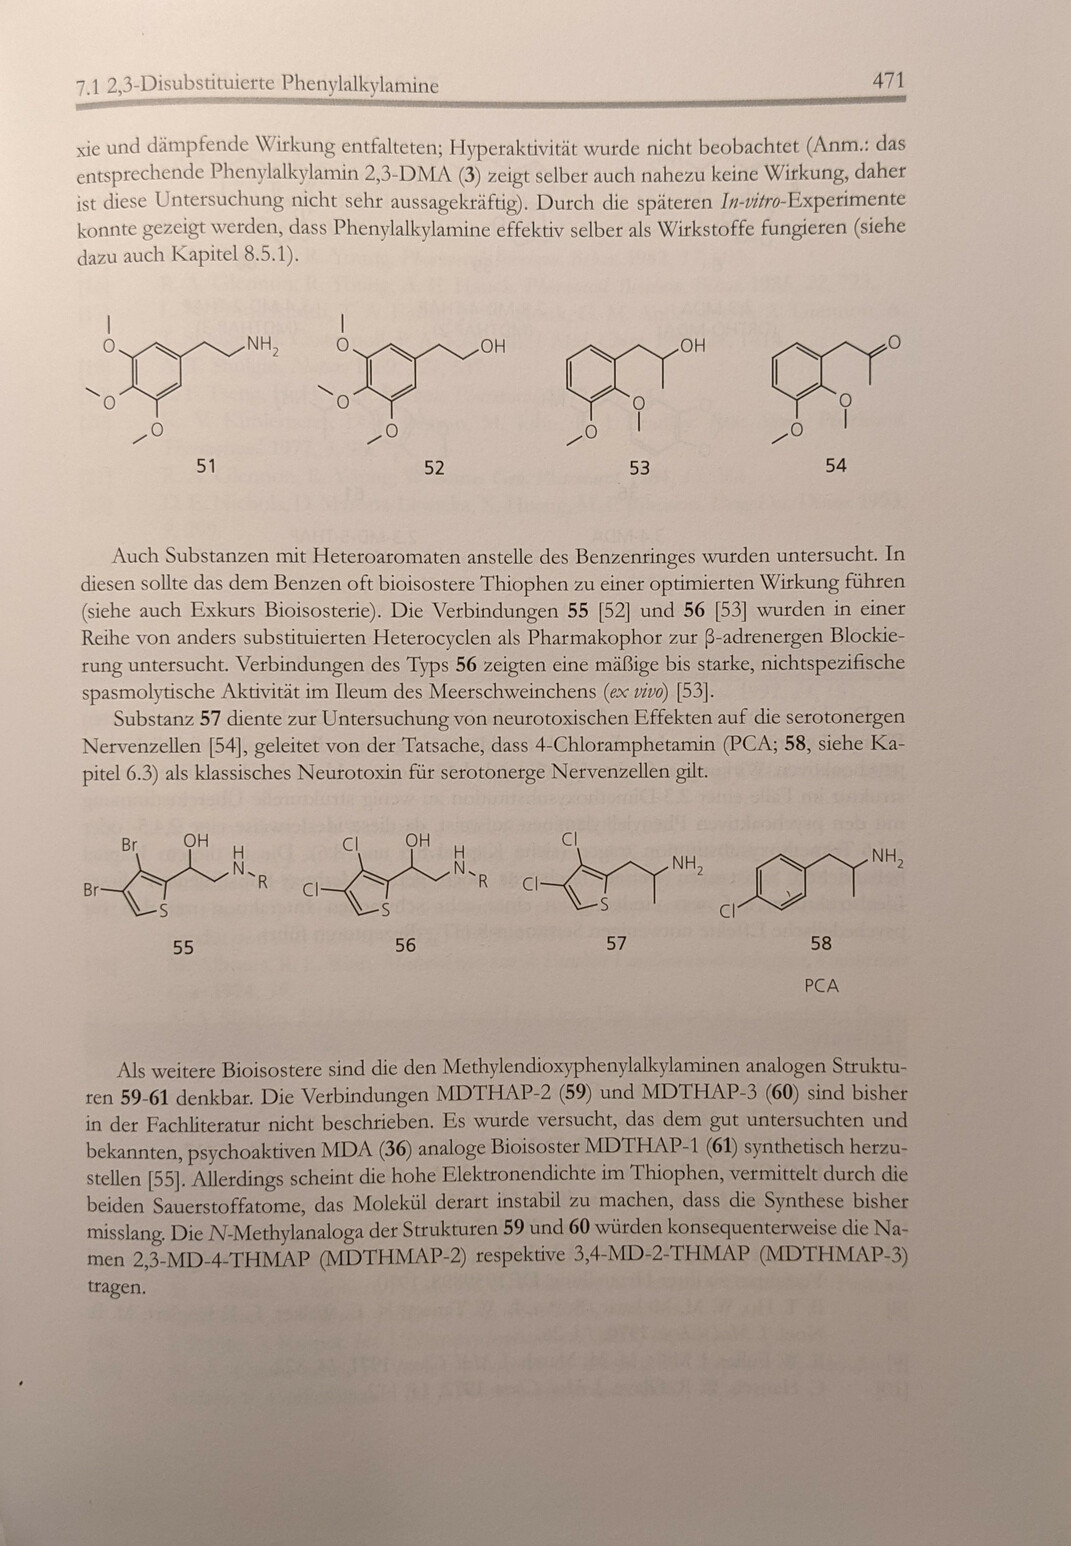 7.1 2,3-Disubstituierte Phenylalkylamine 471
xie und dämpfende Wirkung entfalteten; Hyperaktivität wurde nicht beobachtet (Anm.: das
entsprechende Phenylalkylamin 2,3-DMA (3) zeigt selber auch nahezu keine Wirkung, daher
ist diese Untersuchung nicht sehr aussagekräftig). Durch die späteren In-vitro-Experimente
konnte gezeigt werden, dass Phenylalkylamine effektiv selber als Wirkstoffe fungieren (siehe
dazu auch Kapitel 8.5.1).
O O O NH2
O O O OH
O O OH
O O O
51 52 53 54
Auch Substanzen mit Heteroaromaten anstelle des Benzenringes wurden untersucht. In
diesen sollte das dem Benzen oft bioisostere Thiophen zu einer optimierten Wirkung führen
(siehe auch Exkurs Bioisosterie). Die Verbindungen 55 [52] und 56 [53] wurden in einer
Reihe von anders substituierten Heterocyclen als Pharmakophor zur β-adrenergen Blockie-
rung untersucht. Verbindungen des Typs 56 zeigten eine mäßige bis starke, nichtspezifische
spasmolytische Aktivität im Ileum des Meerschweinchens (ex vivo) [53].
Substanz 57 diente zur Untersuchung von neurotoxischen Effekten auf die serotonergen
Nervenzellen [54], geleitet von der Tatsache, dass 4-Chloramphetamin (PCA; 58, siehe Ka-
pitel 6.3) als klassisches Neurotoxin für serotonerge Nervenzellen gilt.
Br Br S OH H N R
Cl Cl S OH H N R
Cl Cl S NH2
Cl NH2
55 56 57 58
PCA
Als weitere Bioisostere sind die den Methylendioxyphenylalkylaminen analogen Struktu-
ren 59-61 denkbar. Die Verbindungen MDTHAP-2 (59) und MDTHAP-3 (60) sind bisher
in der Fachliteratur nicht beschrieben. Es wurde versucht, das dem gut untersuchten und
bekannten, psychoaktiven MDA (36) analoge Bioisoster MDTHAP-1 (61) synthetisch herzu-
stellen [55]. Allerdings scheint die hohe Elektronendichte im Thiophen, vermittelt durch die
beiden Sauerstoffatome, das Molekül derart instabil zu machen, dass die Synthese bisher
misslang. Die N-Methylanaloga der Strukturen 59 und 60 würden konsequenterweise die Na-
men 2,3-MD-4-THMAP (MDTHMAP-2) respektive 3,4-MD-2-THMAP (MDTHMAP-3)
tragen.